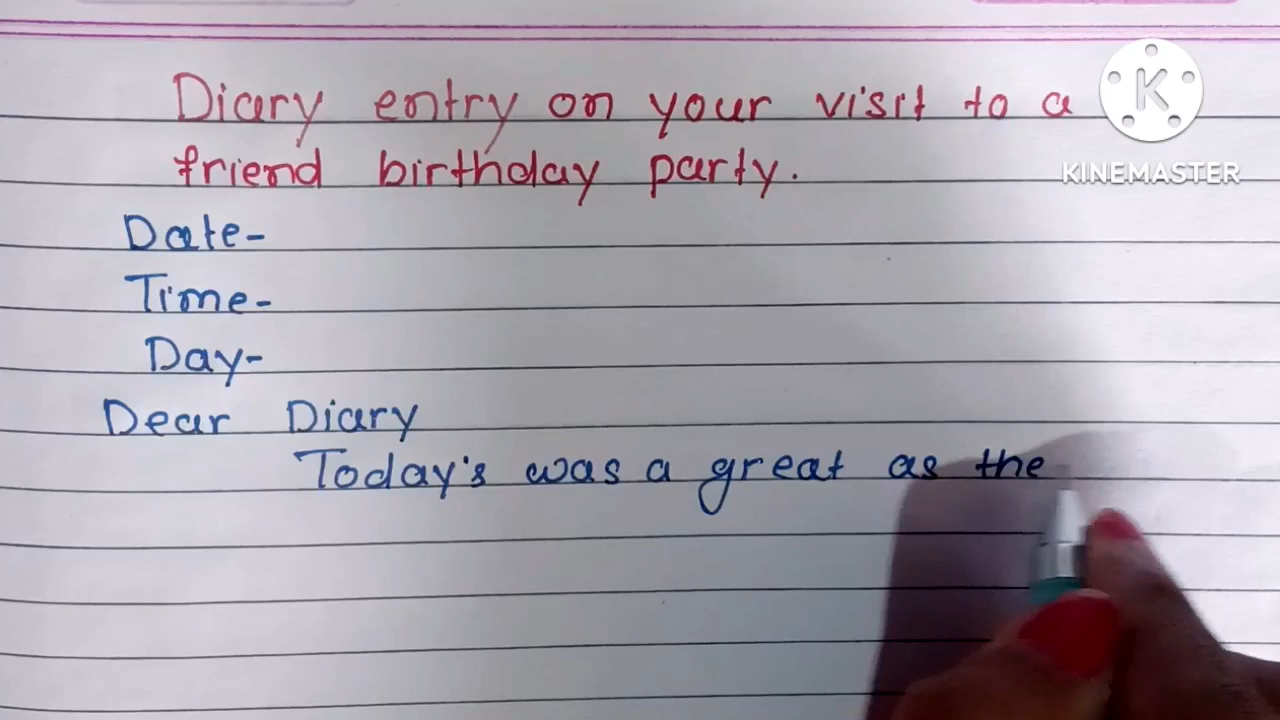 Diary entry on your visit to a
friend birthday party.
KINEMASTER
Date-
Time-
Day-
Dear Diary
Today's was a great as the